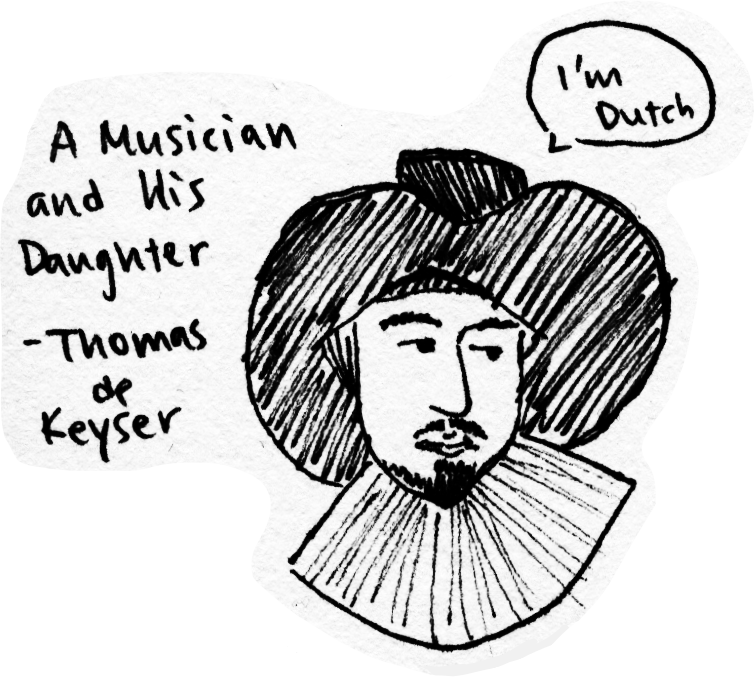 A Musician
and His
Daughter
-Thomas
de
Keyser
I'm
Dutch